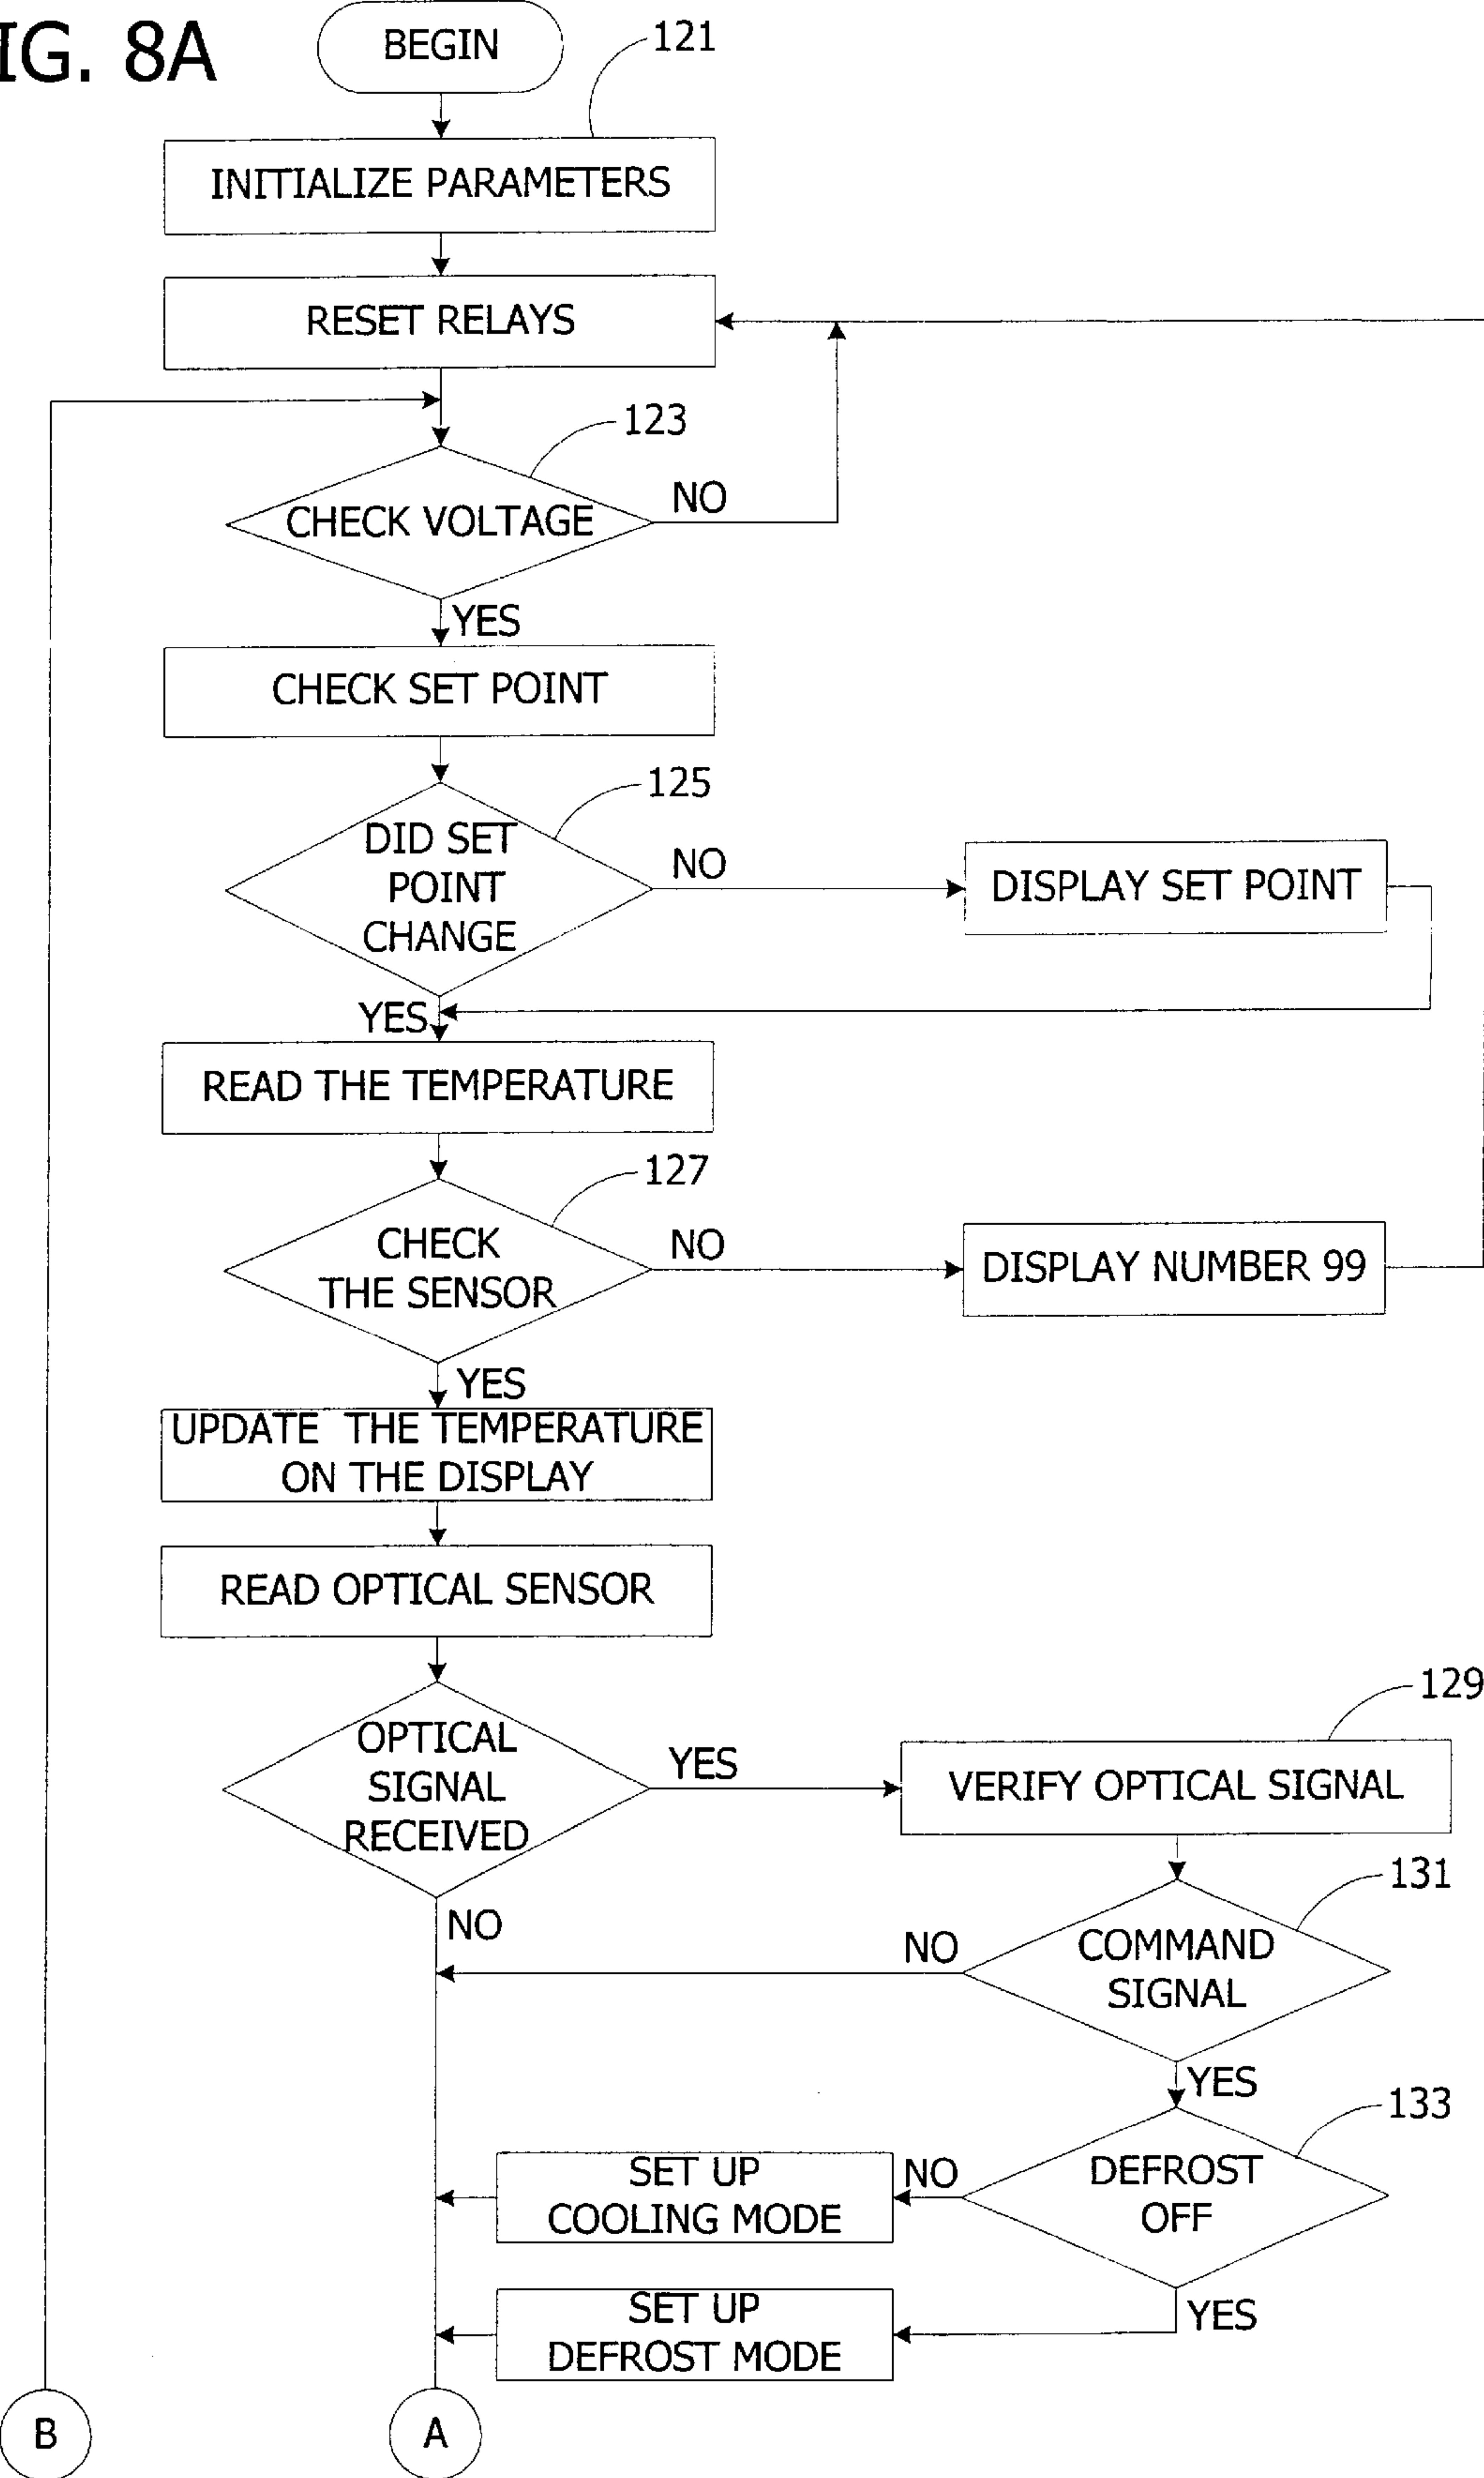 IG. 8A
BEGIN
121
INITIALIZE PARAMETERS
RESET RELAYS
123
CHECK VOLTAGE
NO
YES
CHECK SET POINT
125
DID SET
POINT
CHANGE
NO
DISPLAY SET POINT
YES
READ THE TEMPERATURE
127
CHECK
THE SENSOR
NO
DISPLAY NUMBER 99
YES
UPDATE THE TEMPERATURE
ON THE DISPLAY
READ OPTICAL SENSOR
OPTICAL
SIGNAL
RECEIVED
YES
129
VERIFY OPTICAL SIGNAL
NO
131
COMMAND
SIGNAL
NO
YES
133
DEFROST
OFF
NO
SET UP
COOLING MODE
YES
SET UP
DEFROST MODE
B
A